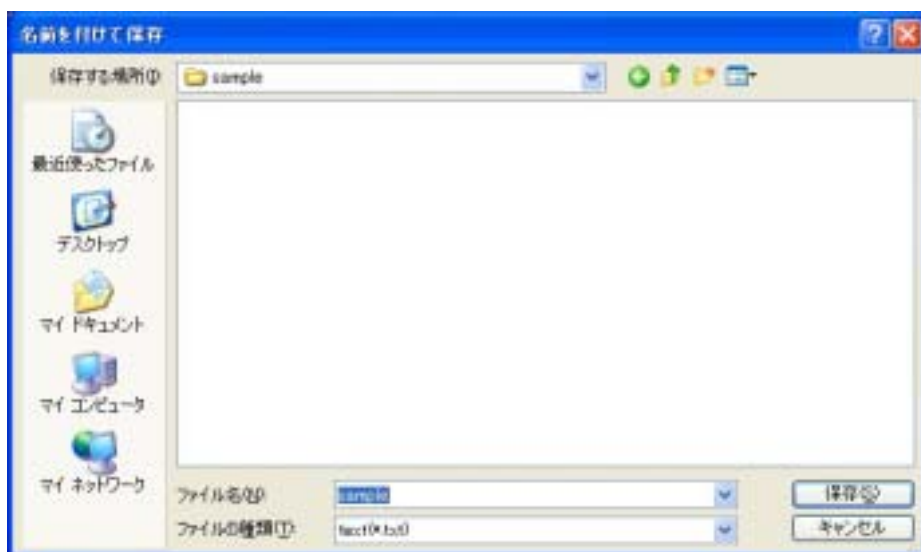 名前を付けて保存
保存する場所(I)
sample
最近使ったファイル
デスクトップ
マイ ドキュメント
マイ コンピュータ
マイ ネットワーク
ファイル名(N):
sample
保存(S)
ファイルの種類(T):
(*.txt)
キャンセル